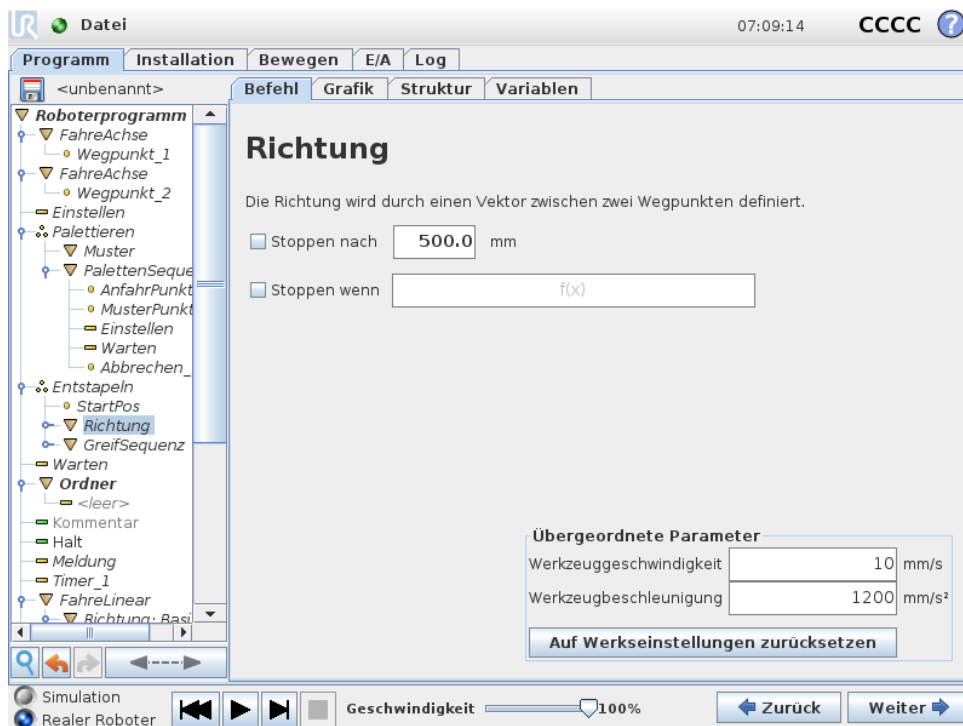 UR Datei 07:09:14 CCCC ?
Programm Installation Bewegen E/A Log
<unbenannt>
Befehl Grafik Struktur Variablen
Roboterprogramm
FahreAchse
Wegpunkt_1
FahreAchse
Wegpunkt_2
Einstellen
Palettieren
Muster
PalettenSeque
AnfahrPunkt
MusterPunkt
Einstellen
Warten
Abbrechen_
Entstapeln
StartPos
Richtung
GreifSequenz
Warten
Ordner
<leer>
Kommentar
Halt
Meldung
Timer_1
FahreLinear
Richtung: Basi
Richtung
Die Richtung wird durch einen Vektor zwischen zwei Wegpunkten definiert.
Stoppen nach 500.0 mm
Stoppen wenn f(x)
Übergeordnete Parameter
Werkzeuggeschwindigkeit 10 mm/s
Werkzeugbeschleunigung 1200 mm/s²
Auf Werkseinstellungen zurücksetzen
Simulation
Realer Roboter
Geschwindigkeit 100%
Zurück Weiter